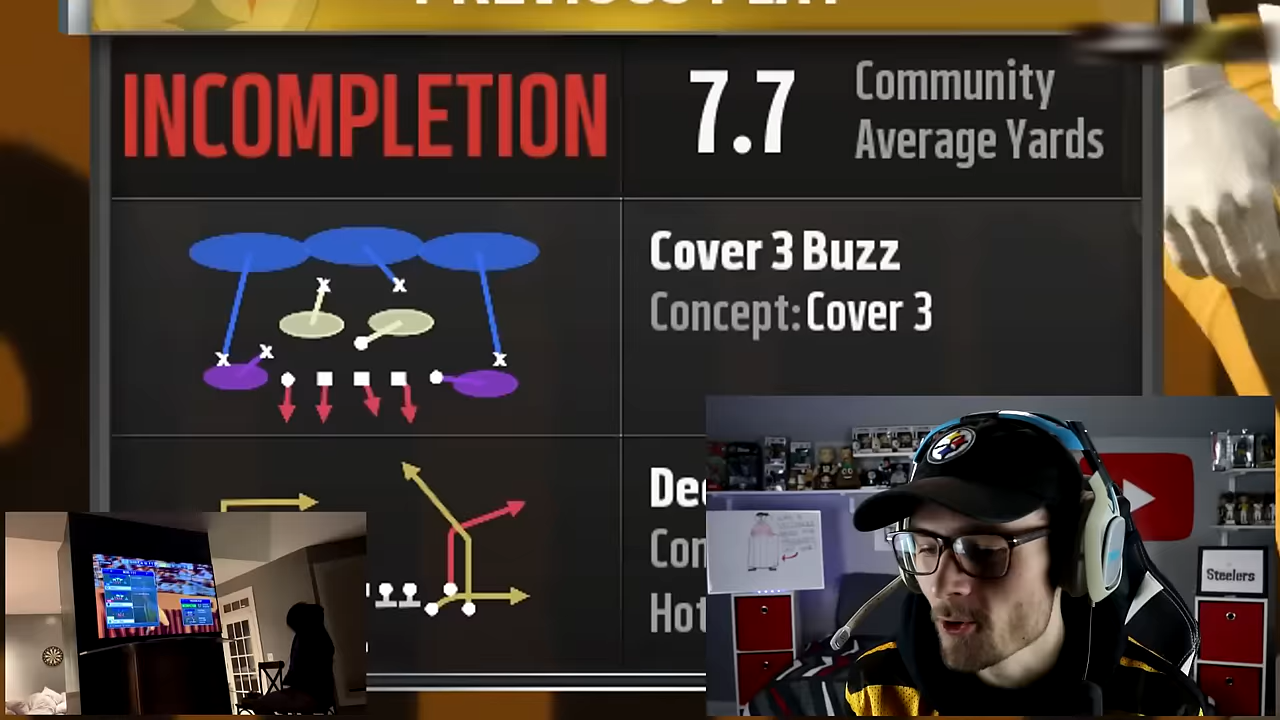 INCOMPLETION
7.7
Community
Average Yards
Cover 3 Buzz
Concept: Cover 3
Steelers